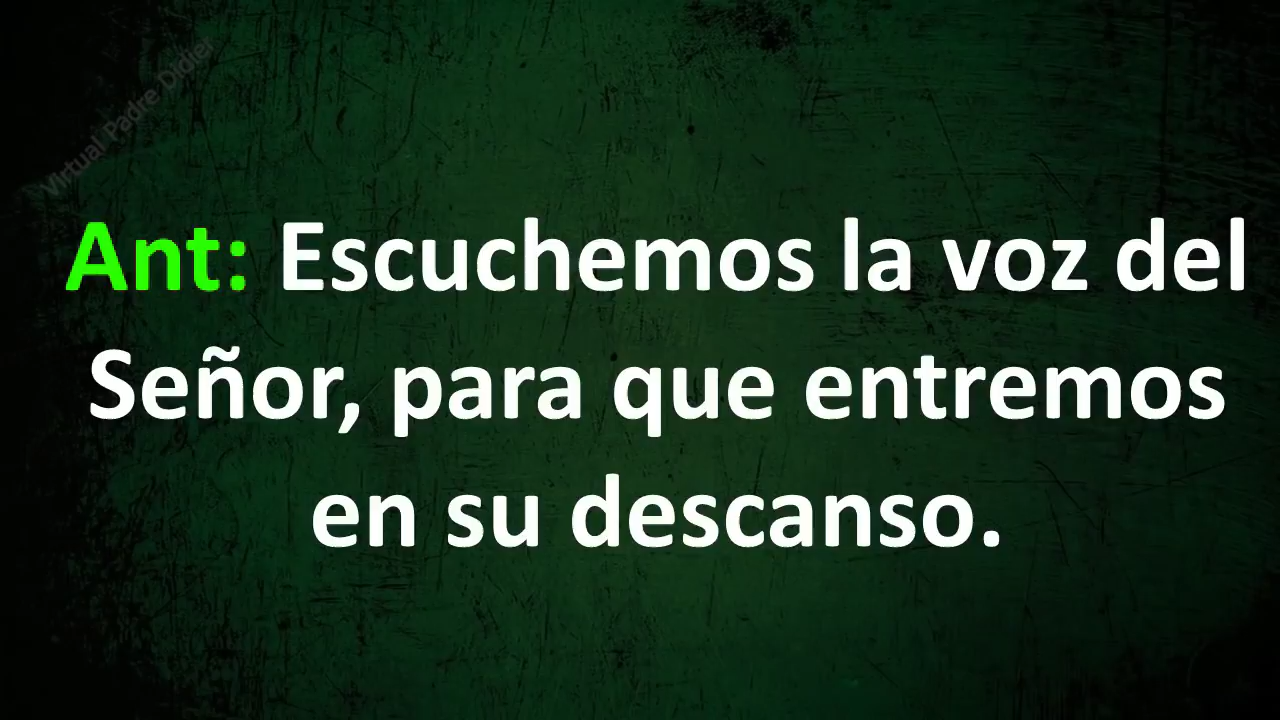 Virtual Padre Didier
Ant: Escuchemos la voz del
Señor, para que entremos
en su descanso.